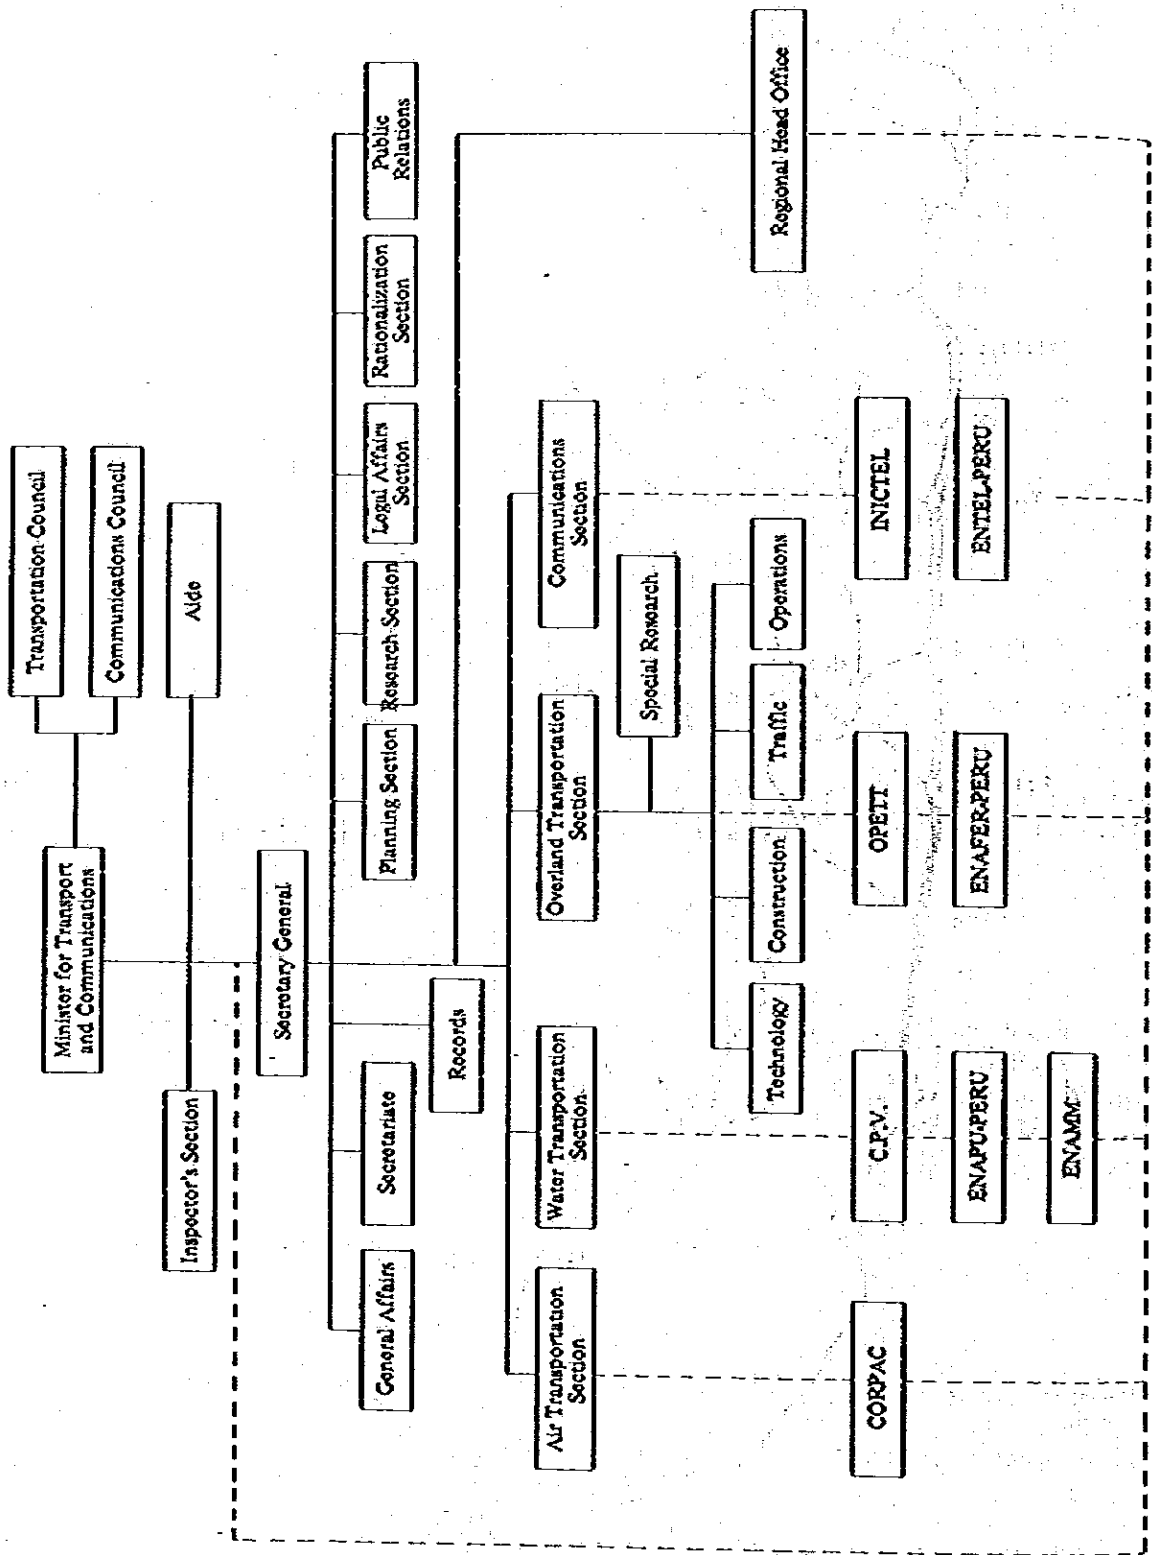 Transportation Council
Communications Council
Minister for Transport
and Communications
Aide
Inspector's Section
Secretary General
General Affairs
Secretariate
Planning Section
Research Section
Legal Affairs
Section
Rationalization
Section
Public
Relations
Records
Air Transportation
Section
Water Transportation
Section
Overland Transportation
Section
Communications
Section
Special Research
Regional Head Office
Technology
Construction
Traffic
Operations
CORPAC
C.P.V.
OPETT
INICTEL
ENAPU-PERU
ENAFER-PERU
ENTEL-PERU
ENAMM